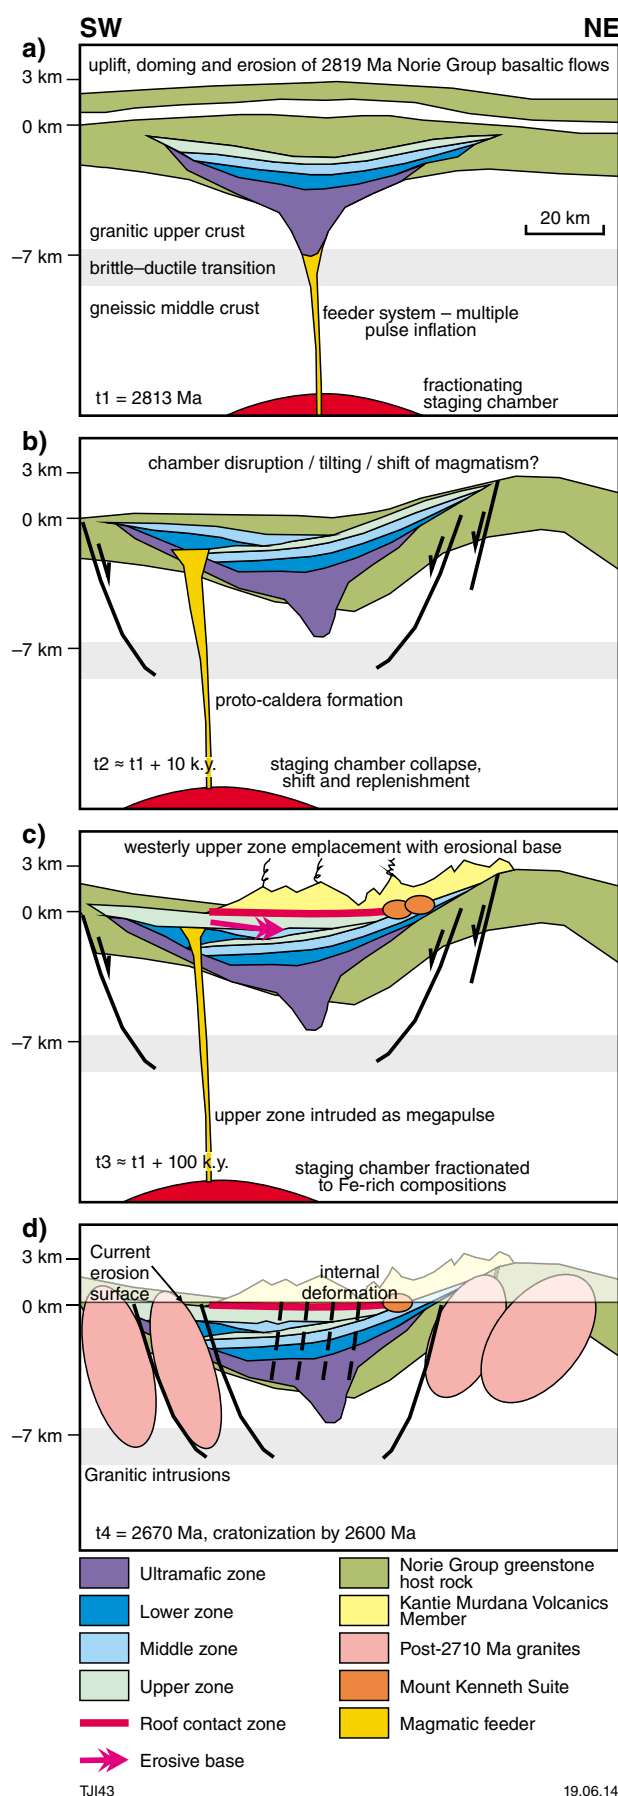 SW NE
a)
uplift, doming and erosion of 2819 Ma Norie Group basaltic flows
3 km
0 km
20 km
granitic upper crust
–7 km
brittle–ductile transition
gneissic middle crust
feeder system – multiple
pulse inflation
fractionating
staging chamber
t1 = 2813 Ma
b)
chamber disruption / tilting / shift of magmatism?
3 km
0 km
–7 km
proto-caldera formation
t2 ≈ t1 + 10 k.y.
staging chamber collapse,
shift and replenishment
c)
westerly upper zone emplacement with erosional base
3 km
0 km
–7 km
upper zone intruded as megapulse
t3 ≈ t1 + 100 k.y.
staging chamber fractionated
to Fe-rich compositions
d)
Current
erosion
surface
internal
deformation
3 km
0 km
–7 km
Granitic intrusions
t4 = 2670 Ma, cratonization by 2600 Ma
Ultramafic zone
Lower zone
Middle zone
Upper zone
Roof contact zone
Erosive base
Norie Group greenstone
host rock
Kantie Murdana Volcanics
Member
Post-2710 Ma granites
Mount Kenneth Suite
Magmatic feeder
TJI43
19.06.14